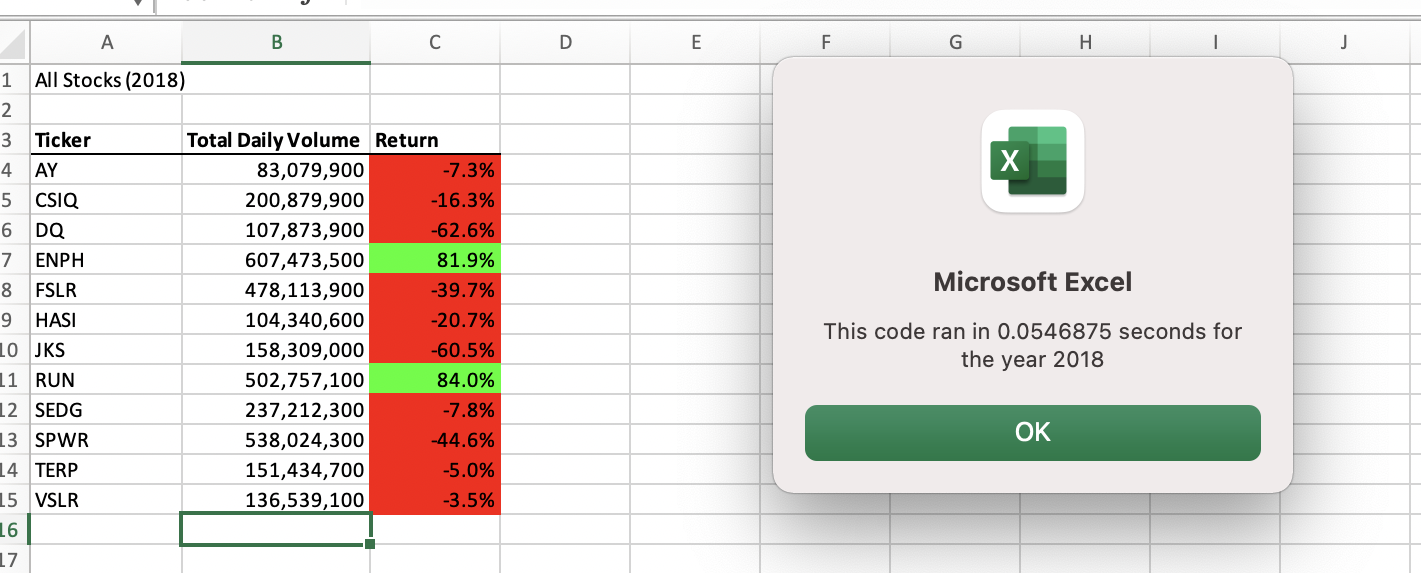 A B C D E F G H I J
1 All Stocks (2018)
2
3 Ticker Total Daily Volume Return
4 AY 83,079,900 -7.3%
5 CSIQ 200,879,900 -16.3%
6 DQ 107,873,900 -62.6%
7 ENPH 607,473,500 81.9%
8 FSLR 478,113,900 -39.7%
9 HASI 104,340,600 -20.7%
10 JKS 158,309,000 -60.5%
11 RUN 502,757,100 84.0%
12 SEDG 237,212,300 -7.8%
13 SPWR 538,024,300 -44.6%
14 TERP 151,434,700 -5.0%
15 VSLR 136,539,100 -3.5%
16
17
X
Microsoft Excel
This code ran in 0.0546875 seconds for
the year 2018
OK